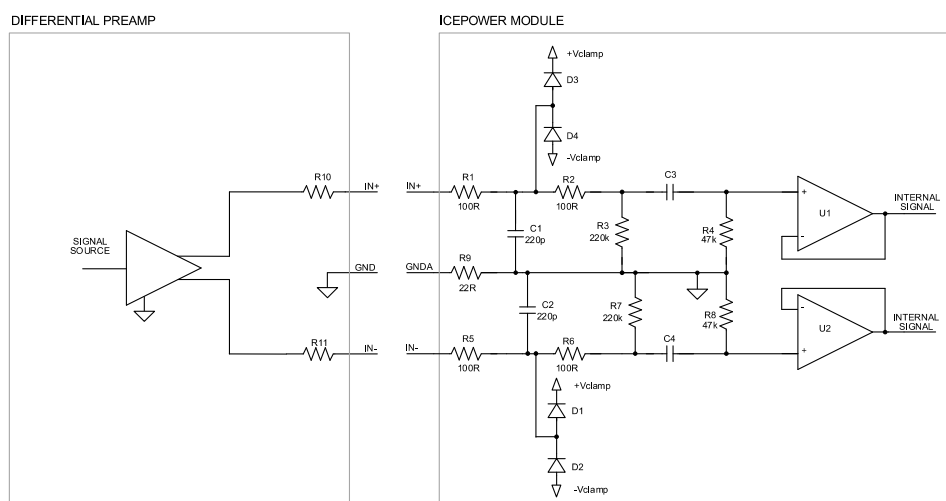 DIFFERENTIAL PREAMP
ICEPOWER MODULE
+Vclamp
D3
D4
-Vclamp
R10
IN+
IN+
R1
100R
R2
100R
C3
U1
+
-
INTERNAL
SIGNAL
C1
220p
R3
220k
R4
47k
SIGNAL
SOURCE
GND
GNDA
R9
22R
C2
220p
R7
220k
R8
47k
U2
-
+
INTERNAL
SIGNAL
R11
IN-
IN-
R5
100R
R6
100R
C4
+Vclamp
D1
D2
-Vclamp